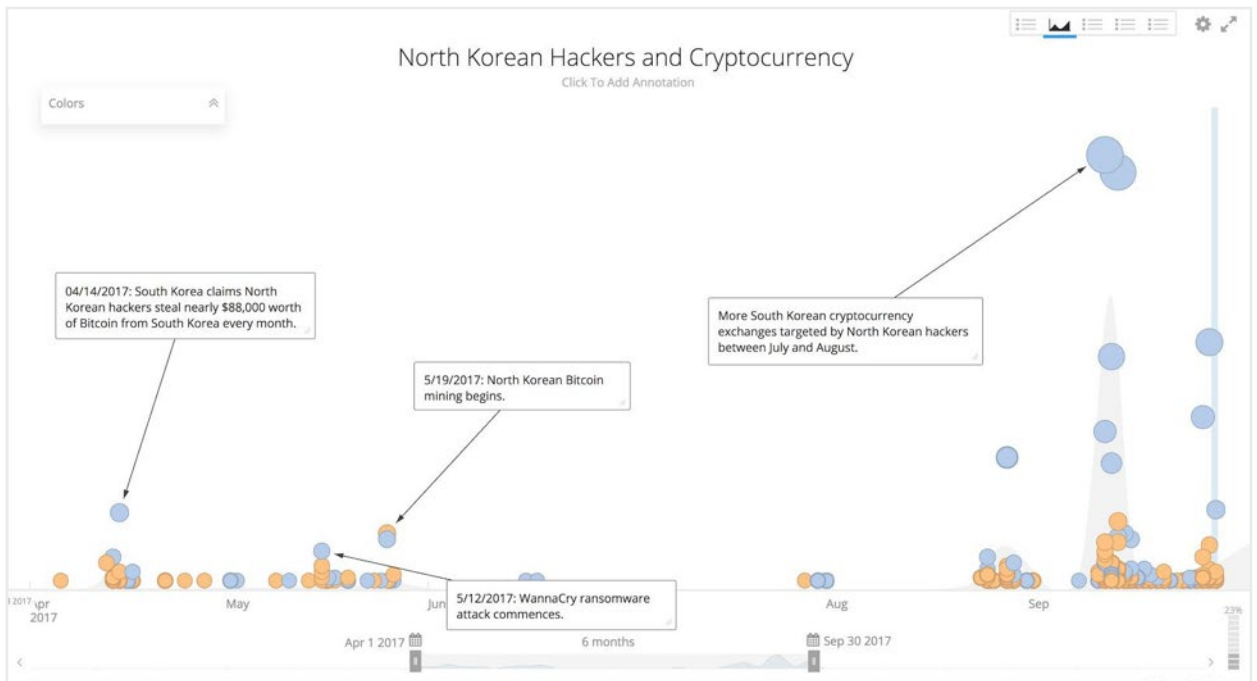 North Korean Hackers and Cryptocurrency
Click To Add Annotation
Colors
04/14/2017: South Korea claims North
Korean hackers steal nearly $88,000 worth
of Bitcoin from South Korea every month.
5/19/2017: North Korean Bitcoin
mining begins.
More South Korean cryptocurrency
exchanges targeted by North Korean hackers
between July and August.
5/12/2017: WannaCry ransomware
attack commences.
2017
May
Aug
Sep
2017
23%
Apr 1 2017
6 months
Sep 30 2017